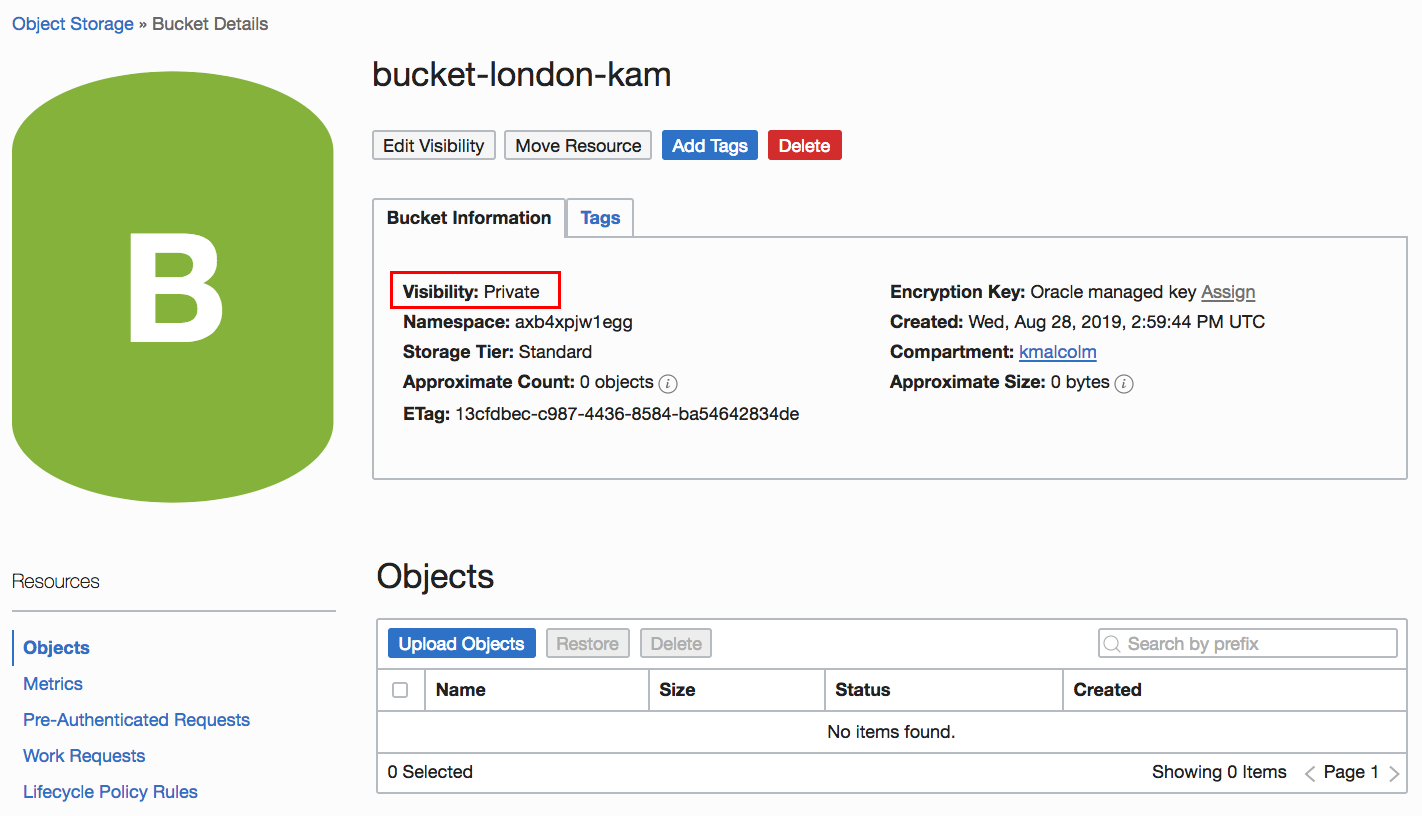 Object Storage » Bucket Details
B
bucket-london-kam
Edit Visibility Move Resource Add Tags Delete
Bucket Information Tags
Visibility: Private
Namespace: axb4xpjw1egg
Storage Tier: Standard
Approximate Count: 0 objects i
ETag: 13cfdbec-c987-4436-8584-ba54642834de
Encryption Key: Oracle managed key Assign
Created: Wed, Aug 28, 2019, 2:59:44 PM UTC
Compartment: kmalcolm
Approximate Size: 0 bytes i
Resources
Objects
Metrics
Pre-Authenticated Requests
Work Requests
Lifecycle Policy Rules
Objects
Upload Objects Restore Delete Search by prefix
Name Size Status Created
No items found.
0 Selected Showing 0 Items < Page 1 >